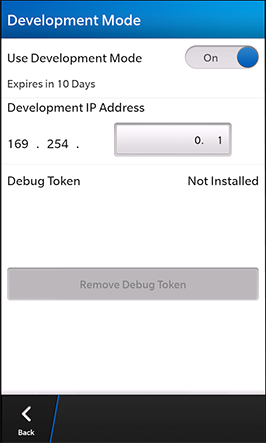 Development Mode
Use Development Mode On
Expires in 10 Days
Development IP Address
169 . 254 . 0. 1
Debug Token Not Installed
Remove Debug Token
Back